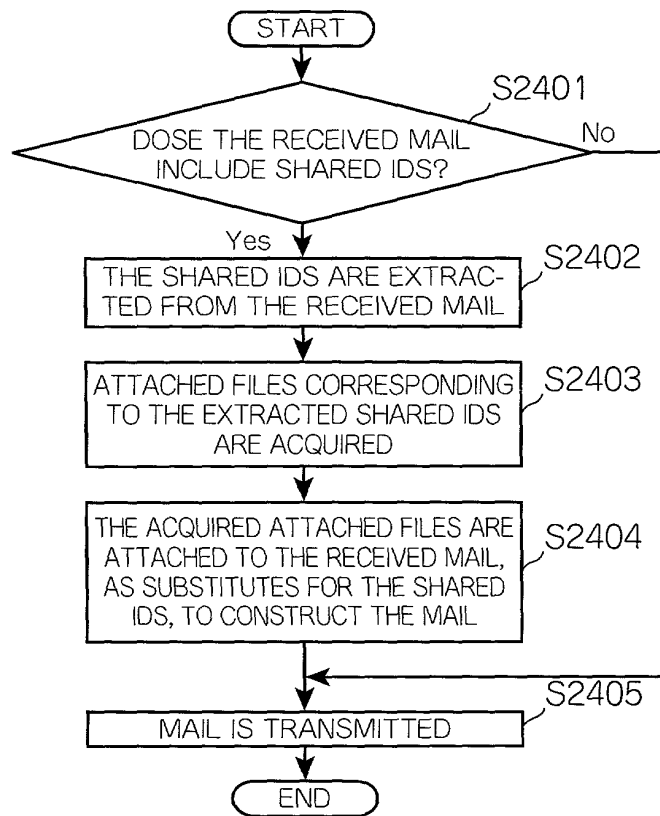 START
S2401
DOSE THE RECEIVED MAIL
INCLUDE SHARED IDS?
No
Yes
S2402
THE SHARED IDS ARE EXTRAC-
TED FROM THE RECEIVED MAIL
S2403
ATTACHED FILES CORRESPONDING
TO THE EXTRACTED SHARED IDS
ARE ACQUIRED
S2404
THE ACQUIRED ATTACHED FILES ARE
ATTACHED TO THE RECEIVED MAIL,
AS SUBSTITUTES FOR THE SHARED
IDS, TO CONSTRUCT THE MAIL
S2405
MAIL IS TRANSMITTED
END